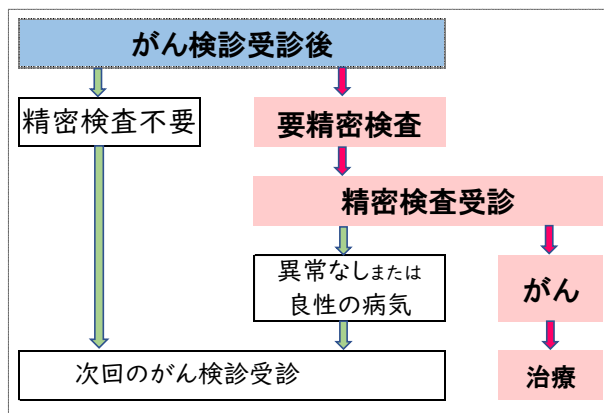 がん検診受診後
精密検査不要
要精密検査
精密検査受診
異常なしまたは
良性の病気
がん
次回のがん検診受診
治療